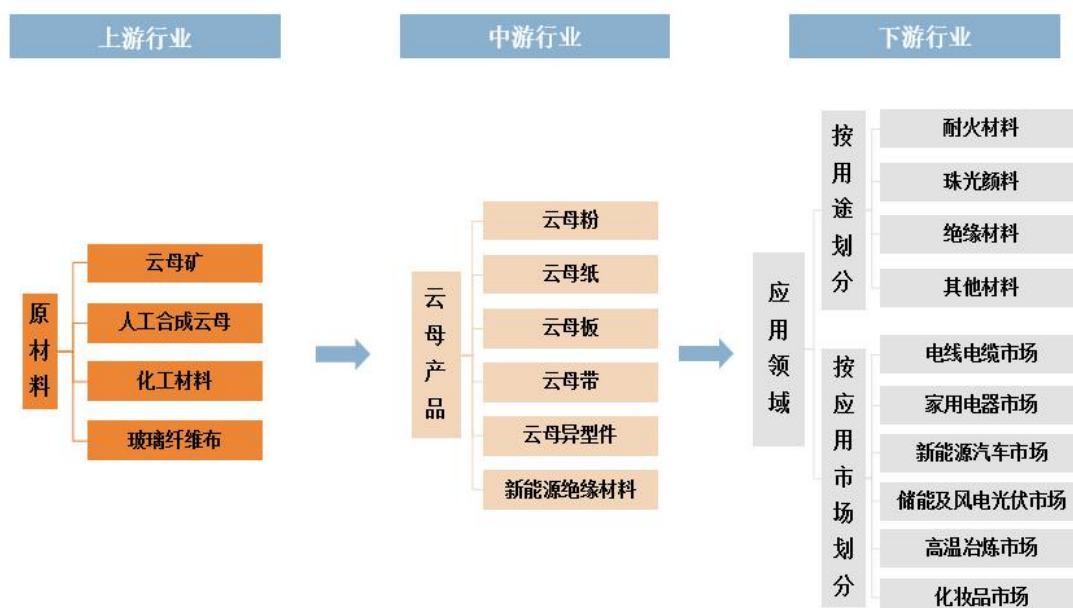 上游行业
中游行业
下游行业
原材料
云母矿
人工合成云母
化工材料
玻璃纤维布
云母产品
云母粉
云母纸
云母板
云母带
云母异型件
新能源绝缘材料
应用领域
按用途划分
耐火材料
珠光颜料
绝缘材料
其他材料
按应用市场划分
电线电缆市场
家用电器市场
新能源汽车市场
储能及风电光伏市场
高温冶炼市场
化妆品市场